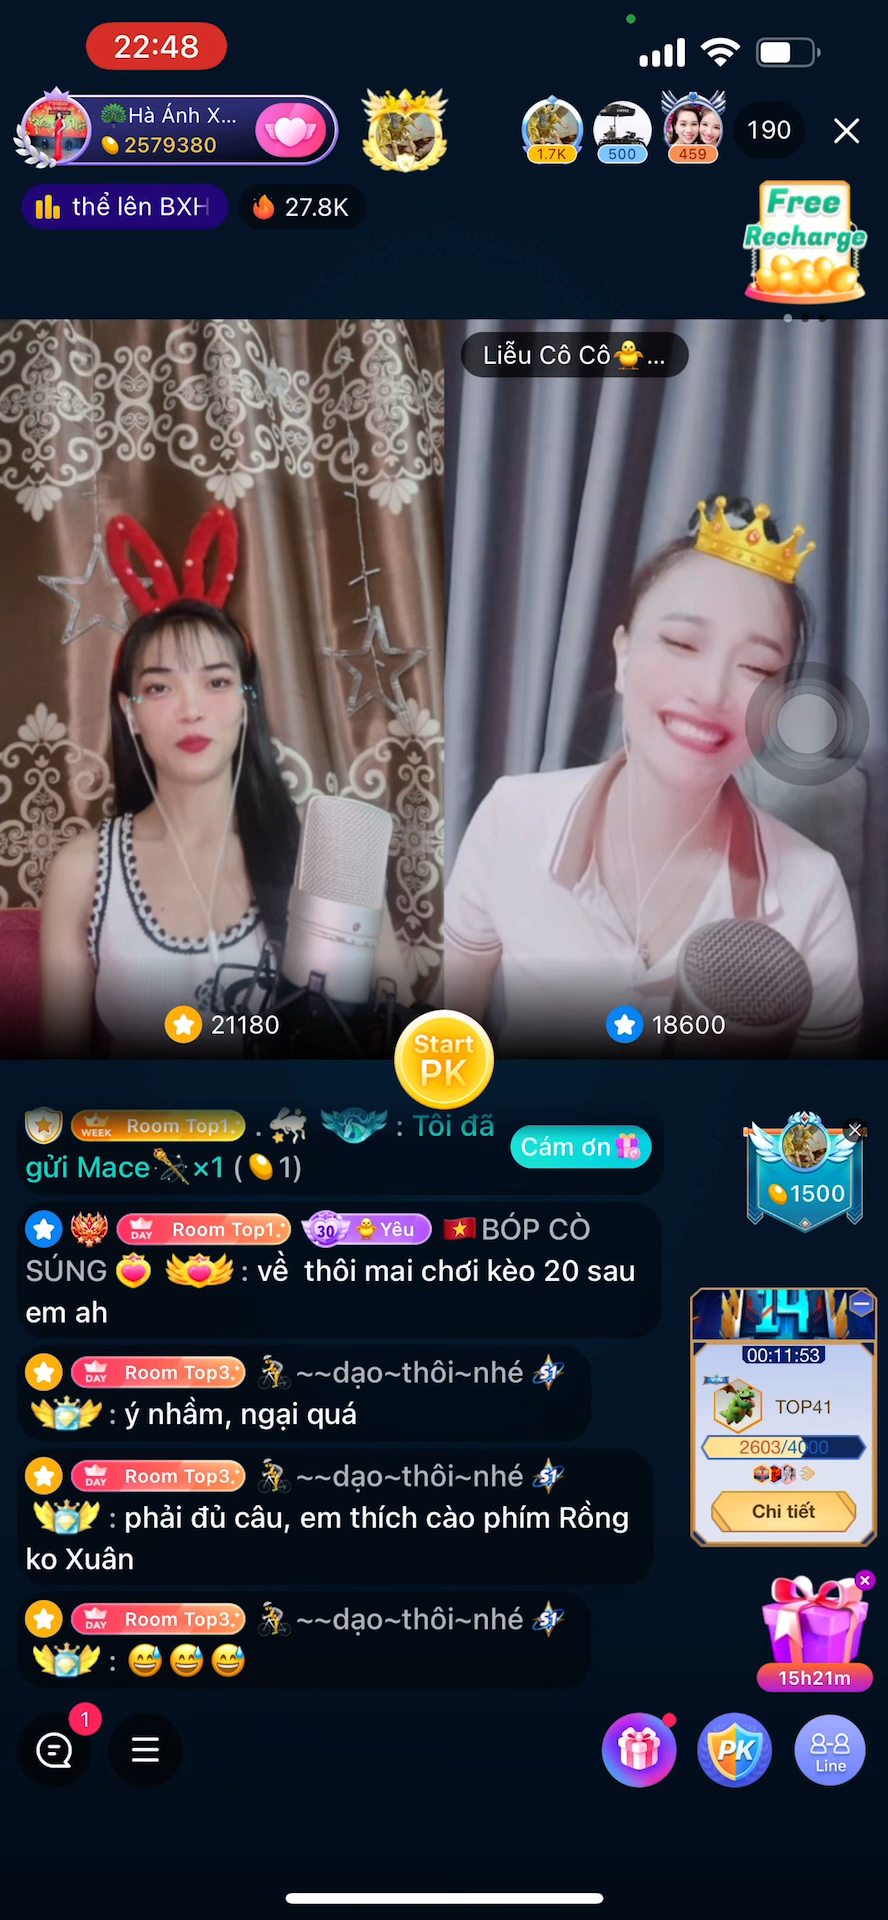 22:48
Hà Ánh X...
2579380
1.7K
500
459
190
thể lên BXH
27.8K
Free
Recharge
Liễu Cô Cô🐥...
21180
18600
Start
PK
WEEK Room Top1 . : Tôi đã
gửi Mace ×1 ( 1)
Cám ơn
1500
DAY Room Top1 30 🐥 Yêu 🇻🇳 BÓP CÒ
SÚNG : về thôi mai chơi kèo 20 sau
em ah
DAY Room Top3 ~~dạo~thôi~nhé S1
: ý nhầm, ngại quá
DAY Room Top3 ~~dạo~thôi~nhé S1
: phải đủ câu, em thích cào phím Rồng
ko Xuân
DAY Room Top3 ~~dạo~thôi~nhé S1
: 😅 😅 😅
14
00:11:53
TOP41
2603/4000
Chi tiết
15h21m
1
PK
Line